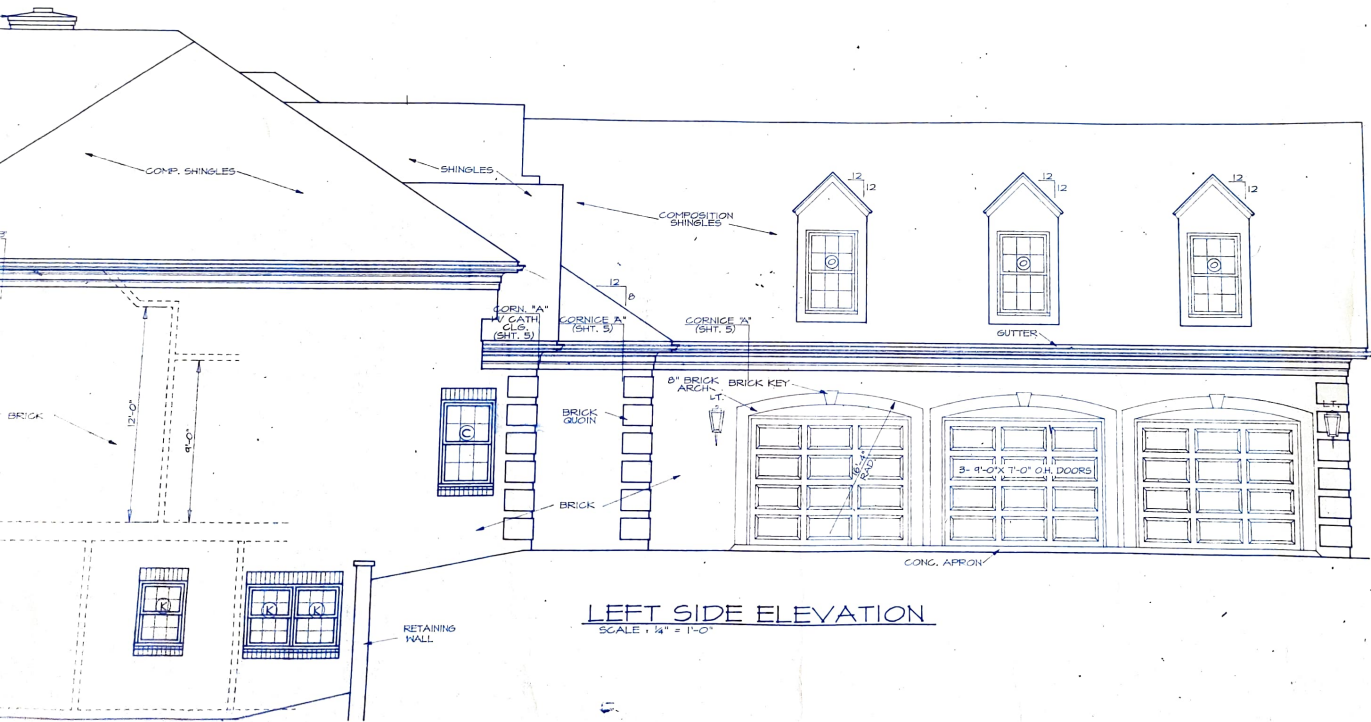 12
12
12
12
12
12
COMP. SHINGLES
SHINGLES
COMPOSITION
SHINGLES
O
O
O
12
8
CORN. "A"
W/ CATH.
CLG.
(SHT. 5)
CORNICE "A"
(SHT. 5)
CORNICE "A"
(SHT. 5)
GUTTER
8" BRICK
ARCH
BRICK KEY
LT.
LT.
BRICK
12'-0"
9'-0"
C
BRICK
QUOIN
BRICK
RAD.
3- 9'-0" X 7'-0" O.H. DOORS
CONC. APRON
K
K
K
RETAINING
WALL
LEFT SIDE ELEVATION
SCALE : 1/4" = 1'-0"